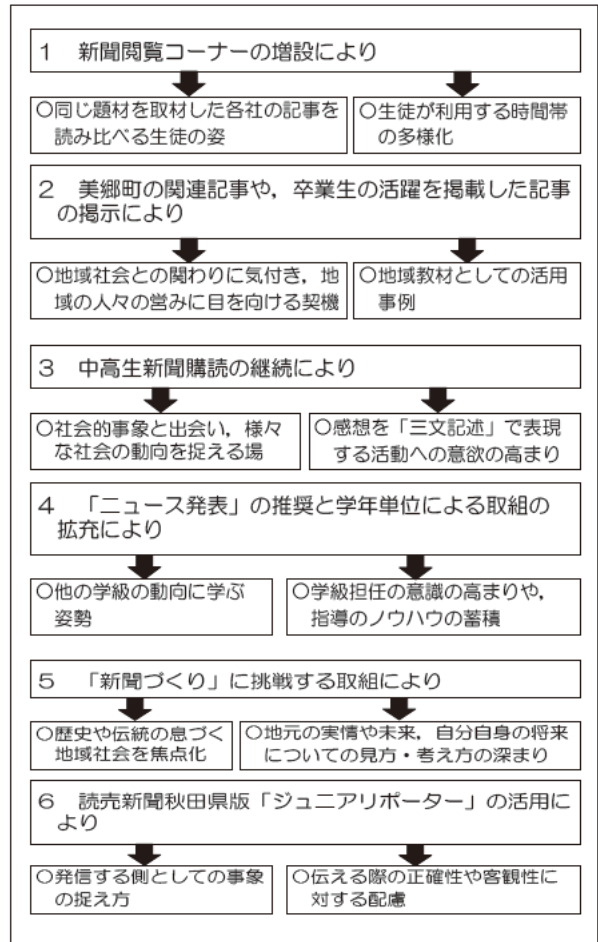 1 新聞閲覧コーナーの増設により
○同じ題材を取材した各社の記事を
読み比べる生徒の姿
○生徒が利用する時間帯
の多様化
2 美郷町の関連記事や，卒業生の活躍を掲載した記事
の掲示により
○地域社会との関わりに気付き，地
域の人々の営みに目を向ける契機
○地域教材としての活用
事例
3 中高生新聞購読の継続により
○社会的事象と出会い，様々
な社会の動向を捉える場
○感想を「三文記述」で表現
する活動への意欲の高まり
4 「ニュース発表」の推奨と学年単位による取組の
拡充により
○他の学級の動向に学ぶ
姿勢
○学級担任の意識の高まりや，
指導のノウハウの蓄積
5 「新聞づくり」に挑戦する取組により
○歴史や伝統の息づく
地域社会を焦点化
○地元の実情や未来，自分自身の将来
についての見方・考え方の深まり
6 読売新聞秋田県版「ジュニアリポーター」の活用に
より
○発信する側としての事象
の捉え方
○伝える際の正確性や客観性に
対する配慮